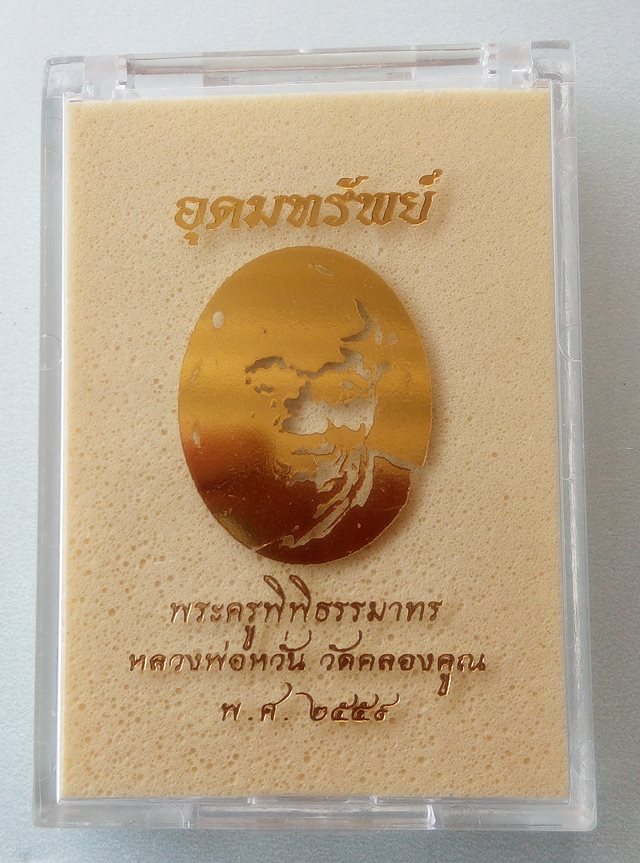 อุดมทรัพย์
พระครูพิพิธธรรมาทร
หลวงพ่อหวั่น วัดคลองคูณ
พ.ศ. ๒๕๕๙